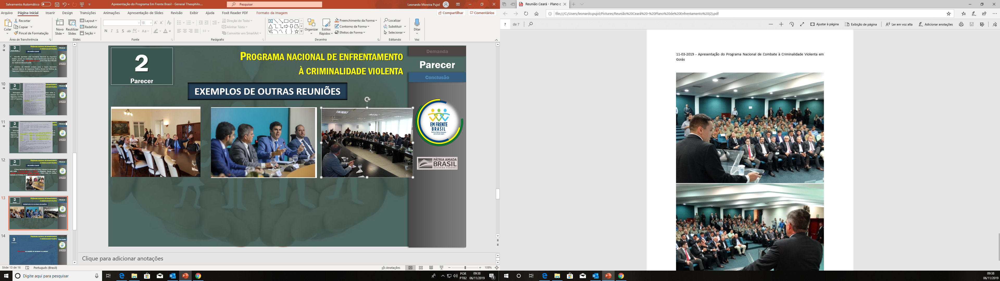 Salvamento Automático
Apresentação do Programa Em Frente Brasil - General Theophilo....
Pesquisar
Leonardo Moreira Pujol
Arquivo Página Inicial Inserir Design Transições Animações Apresentação de Slides Revisão Exibir Ajuda Foxit Reader PDF Formato da Imagem
Compartilhar Comentários
Colar
Recortar
Copiar
Pincel de Formatação
Área de Transferência
Novo Slide
Reutilizar Slides
Layout
Redefinir
Seção
Slides
18
Fonte
Direção do Texto
Alinhar Texto
Converter em SmartArt
Parágrafo
Organizar
Estilos Rápidos
Preenchimento da Forma
Contorno da Forma
Efeitos de Forma
Desenho
Localizar
Substituir
Selecionar
Editando
Ditar
Voz
9
10
11
12
13
14
2
Parecer
PROGRAMA NACIONAL DE ENFRENTAMENTO
À CRIMINALIDADE VIOLENTA
EXEMPLOS DE OUTRAS REUNIÕES
Demanda
Parecer
Conclusão
EM FRENTE
BRASIL
PÁTRIA AMADA
BRASIL
GOVERNO FEDERAL
Clique para adicionar anotações
Slide 13 de 16 Português (Brasil)
Anotações
108%
Digite aqui para pesquisar
POR
PTB2
09:38
06/11/2019
Reunião Ceará - Plano d
file:///C:/Users/leonardo.pujol/Pictures/Reunião%20Ceará%20-%20Plano%20de%20Enfrentamento%20(2).pdf
7 de 7
Ajustar à página
Exibição de página
Ler em voz alta
Adicionar anotações
11-03-2019 - Apresentação do Programa Nacional de Combate à Criminalidade Violenta em
Goiás
09:38
06/11/2019